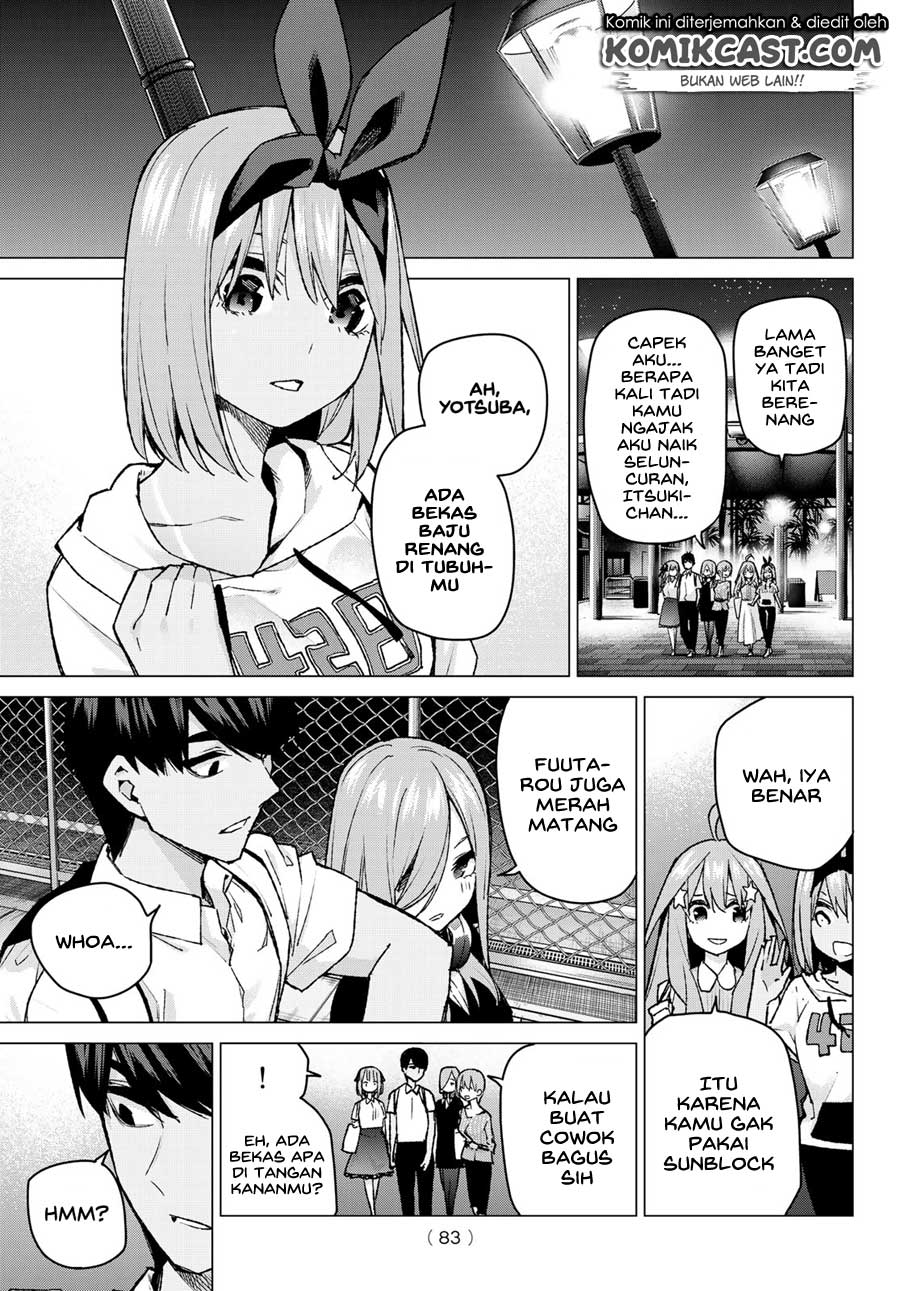 Komik ini diterjemahkan & diedit oleh
KOMIKCAST.COM
BUKAN WEB LAIN!!
LAMA
BANGET
YA TADI
KITA
BERE-
NANG
CAPEK
AKU...
BERAPA
KALI TADI
KAMU
NGAJAK
AKU NAIK
SELUN-
CURAN,
ITSUKI-
CHAN...
AH,
YOTSUBA,
ADA
BEKAS
BAJU
RENANG
DI TUBUH-
MU
428
WAH, IYA
BENAR
ITU
KARENA
KAMU GAK
PAKAI
SUNBLOCK
FUUTA-
ROU JUGA
MERAH
MATANG
WHOA...
KALAU
BUAT
COWOK
BAGUS
SIH
!
EH, ADA
BEKAS APA
DI TANGAN
KANANMU?
HMM?
( 83 )